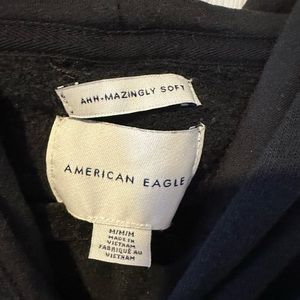 AHH-MAZINGLY SOFT
AMERICAN EAGLE
M/M/M
MADE IN
VIETNAM
FABRIQUÉ AU
VIETNAM